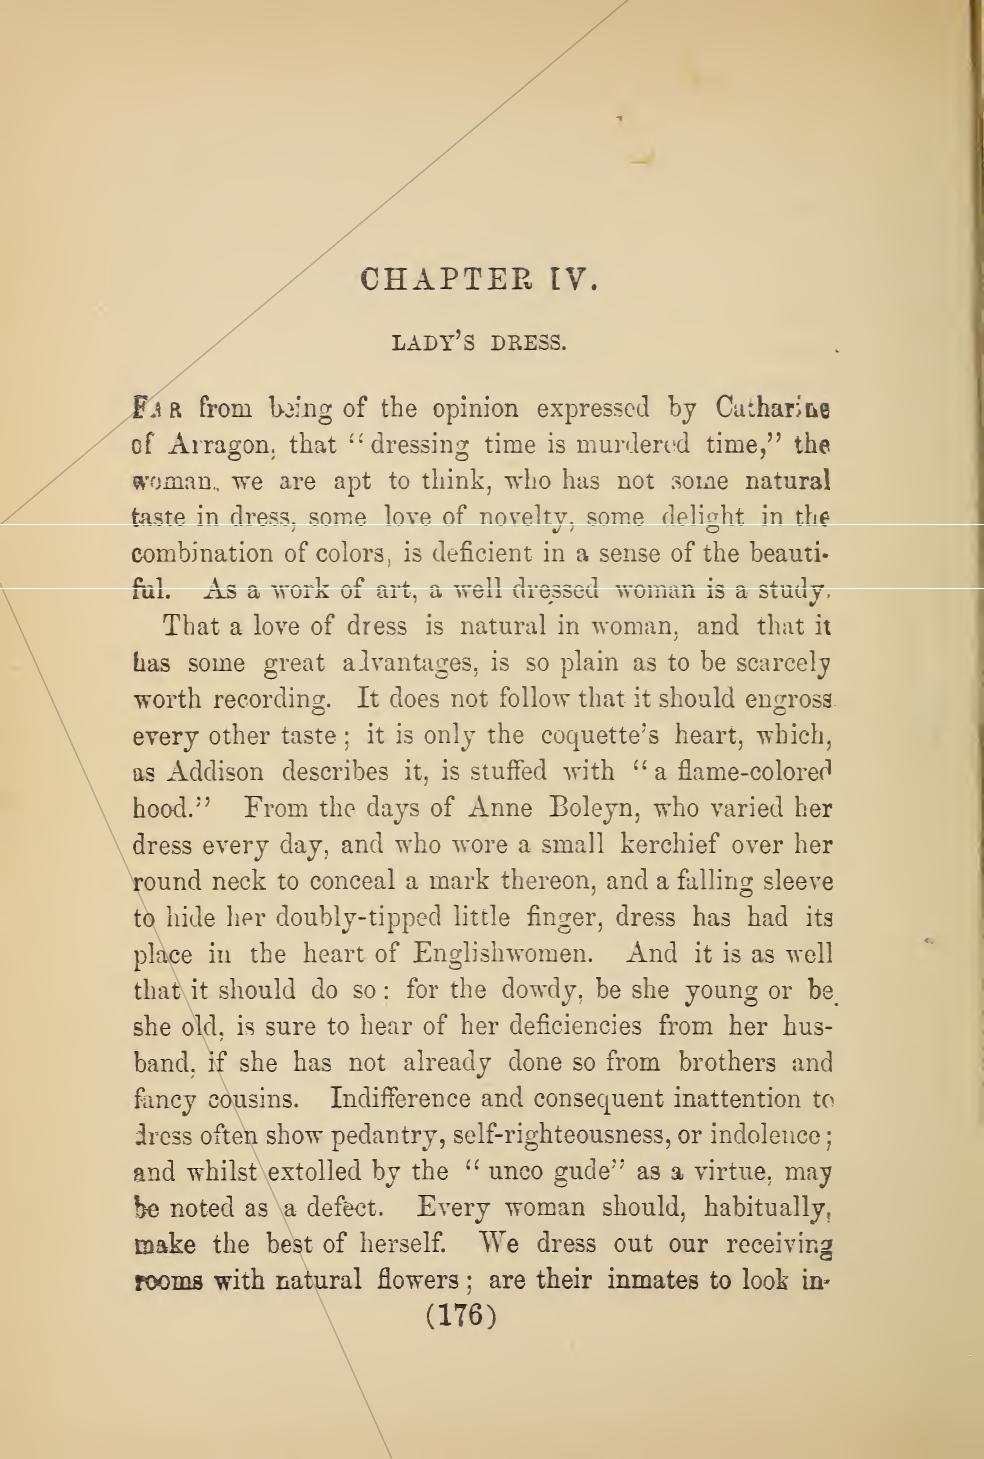 CHAPTER IV.
LADY'S DRESS.
FAR from being of the opinion expressed by Catharine
of Arragon, that “dressing time is murdered time,” the
woman, we are apt to think, who has not some natural
taste in dress, some love of novelty, some delight in the
combination of colors, is deficient in a sense of the beauti-
ful. As a work of art, a well dressed woman is a study.
That a love of dress is natural in woman, and that it
has some great advantages, is so plain as to be scarcely
worth recording. It does not follow that it should engross
every other taste; it is only the coquette's heart, which,
as Addison describes it, is stuffed with “a flame-colored
hood.” From the days of Anne Boleyn, who varied her
dress every day, and who wore a small kerchief over her
round neck to conceal a mark thereon, and a falling sleeve
to hide her doubly-tipped little finger, dress has had its
place in the heart of Englishwomen. And it is as well
that it should do so: for the dowdy, be she young or be
she old, is sure to hear of her deficiencies from her hus-
band, if she has not already done so from brothers and
fancy cousins. Indifference and consequent inattention to
dress often show pedantry, self-righteousness, or indolence;
and whilst extolled by the “unco gude” as a virtue, may
be noted as a defect. Every woman should, habitually,
make the best of herself. We dress out our receiving
rooms with natural flowers; are their inmates to look in-
(176)